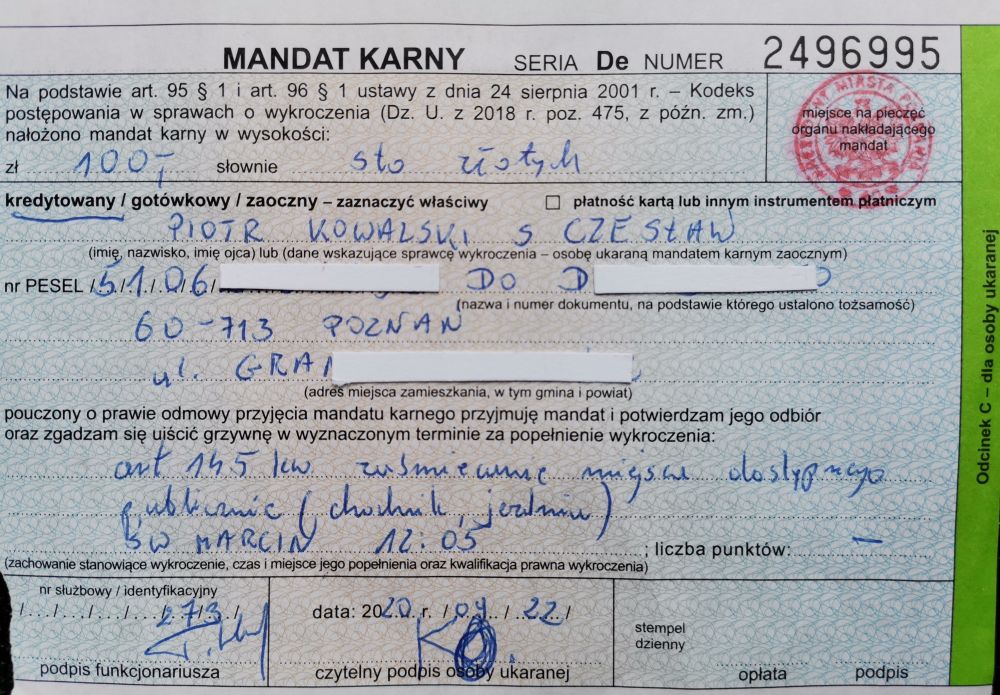 MANDAT KARNY SERIA De NUMER 2496995
Na podstawie art. 95 § 1 i art. 96 § 1 ustawy z dnia 24 sierpnia 2001 r. – Kodeks
postępowania w sprawach o wykroczenia (Dz. U. z 2018 r. poz. 475, z późn. zm.)
nałożono mandat karny w wysokości:
zł 100,- słownie sto złotych
miejsce na pieczęć
organu nakładającego
mandat
kredytowany / gotówkowy / zaoczny – zaznaczyć właściwy
płatność kartą lub innym instrumentem płatniczym
PIOTR KOWALSKI s CZESŁAW
(imię, nazwisko, imię ojca) lub (dane wskazujące sprawcę wykroczenia – osobę ukaraną mandatem karnym zaocznym)
nr PESEL /5/1/.0/6/ DO D
(nazwa i numer dokumentu, na podstawie którego ustalono tożsamość)
60-713 POZNAŃ
ul. GRA
(adres miejsca zamieszkania, w tym gmina i powiat)
pouczony o prawie odmowy przyjęcia mandatu karnego przyjmuję mandat i potwierdzam jego odbiór
oraz zgadzam się uiścić grzywnę w wyznaczonym terminie za popełnienie wykroczenia:
art 145 kw zaśmiecanie miejsca dostępnego
publicznie (chodnik, jezdnia)
ŚW MARCIN 12:05 ; liczba punktów: —
(zachowanie stanowiące wykroczenie, czas i miejsce jego popełnienia oraz kwalifikacja prawna wykroczenia)
nr służbowy / identyfikacyjny
/.../.../.../.../273/
podpis funkcjonariusza
data: 2020 r. /09/22/
czytelny podpis osoby ukaranej
stempel
dzienny
opłata podpis
Odcinek C – dla osoby ukaranej